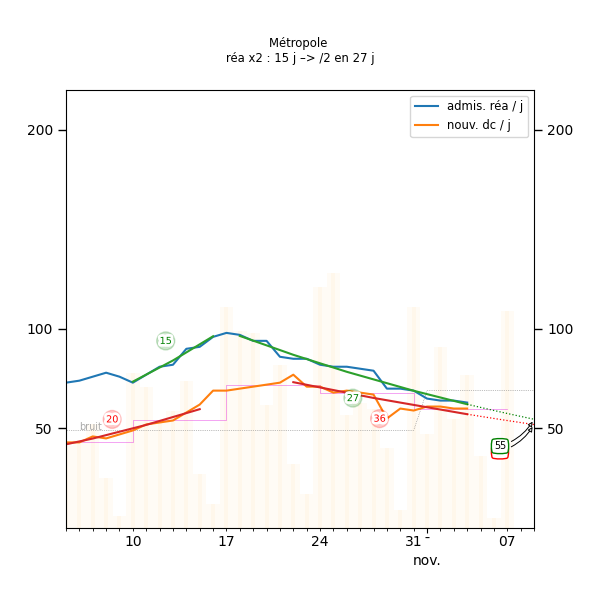 Métropole
réa x2 : 15 j –> /2 en 27 j
admis. réa / j
nouv. dc / j
200
200
100
100
15
27
20
36
bruit
50
50
55
10
17
24
31
-
07
nov.